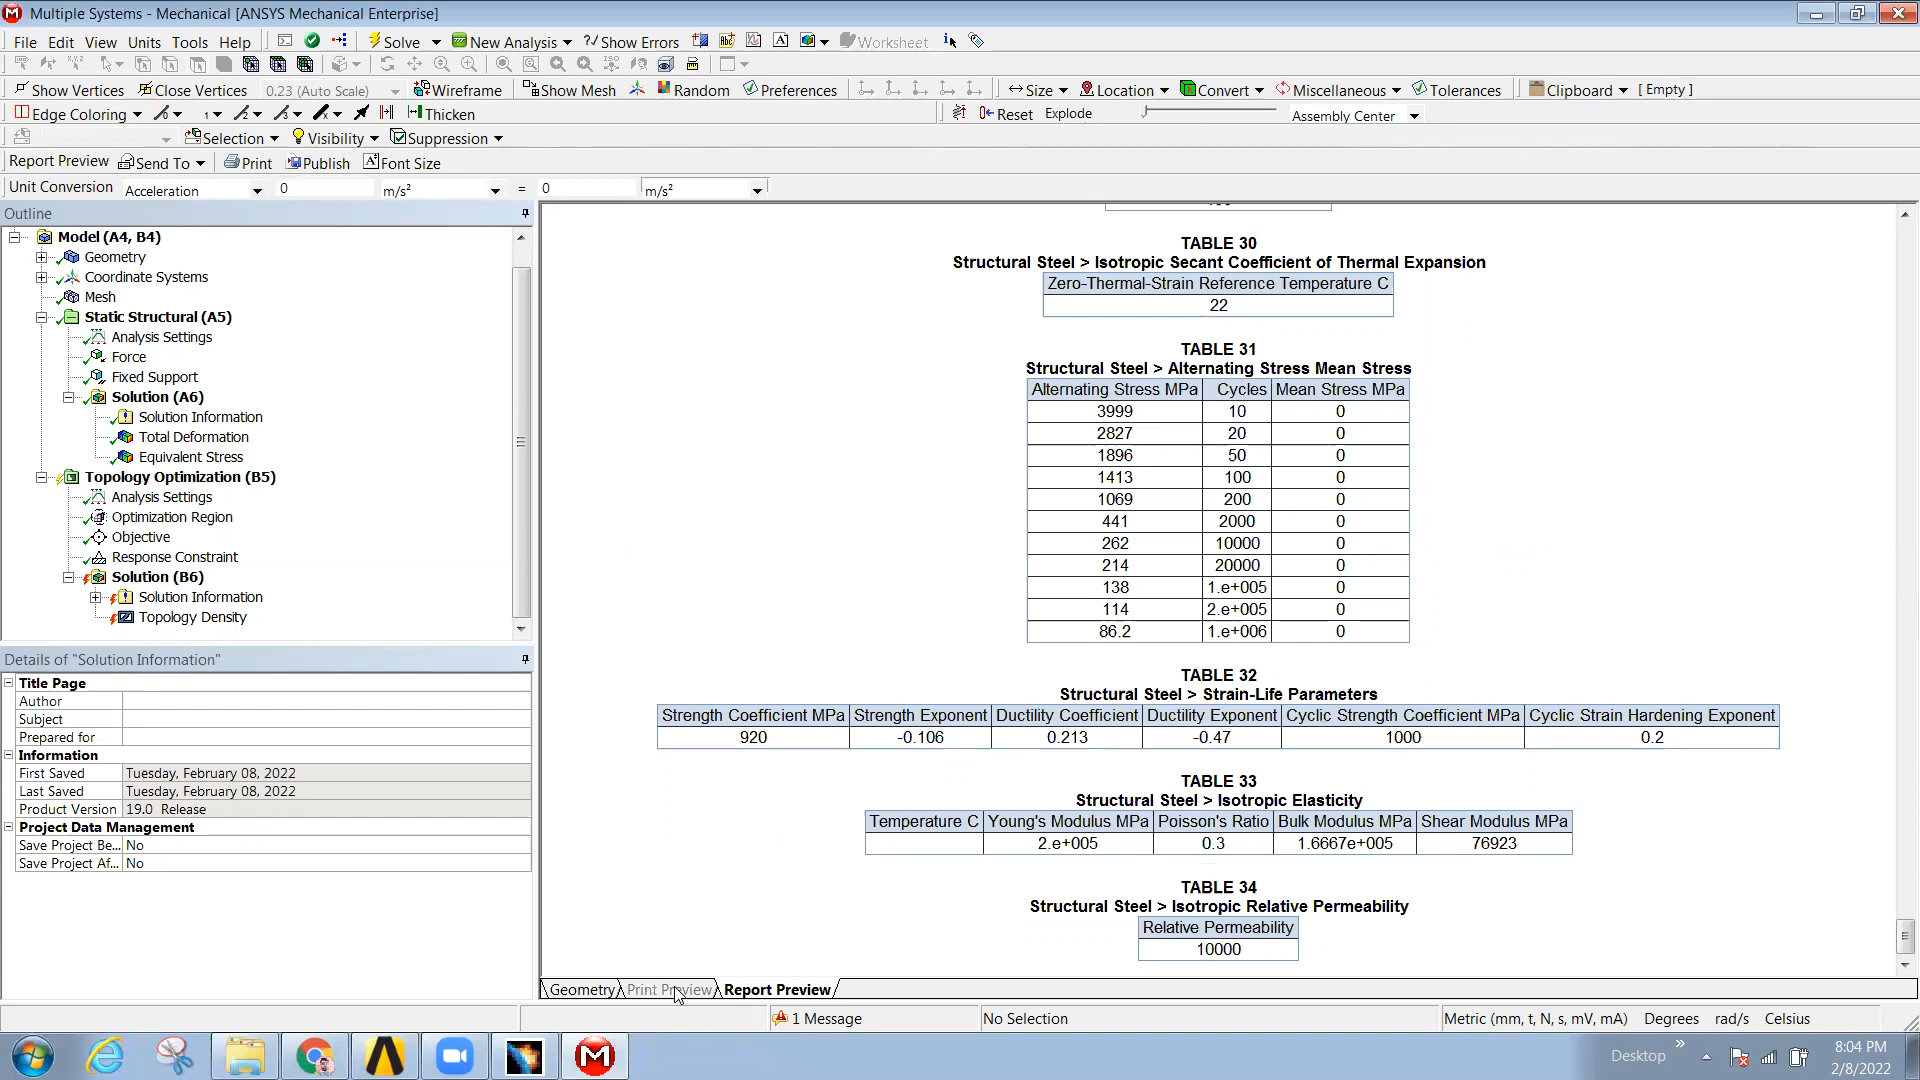 Multiple Systems - Mechanical [ANSYS Mechanical Enterprise]
File Edit View Units Tools Help Solve New Analysis ?/ Show Errors Worksheet
Show Vertices Close Vertices 0.23 (Auto Scale) Wireframe Show Mesh Random Preferences Size Location Convert Miscellaneous Tolerances Clipboard [ Empty ]
Edge Coloring Thicken Reset Explode Assembly Center
Selection Visibility Suppression
Report Preview Send To Print Publish Font Size
Unit Conversion Acceleration 0 m/s² = 0 m/s²
Outline
Model (A4, B4)
Geometry
Coordinate Systems
Mesh
Static Structural (A5)
Analysis Settings
Force
Fixed Support
Solution (A6)
Solution Information
Total Deformation
Equivalent Stress
Topology Optimization (B5)
Analysis Settings
Optimization Region
Objective
Response Constraint
Solution (B6)
Solution Information
Topology Density
Details of "Solution Information"
Title Page
Author
Subject
Prepared for
Information
First Saved Tuesday, February 08, 2022
Last Saved Tuesday, February 08, 2022
Product Version 19.0 Release
Project Data Management
Save Project Be... No
Save Project Af... No
TABLE 30
Structural Steel > Isotropic Secant Coefficient of Thermal Expansion
Zero-Thermal-Strain Reference Temperature C
22
TABLE 31
Structural Steel > Alternating Stress Mean Stress
Alternating Stress MPa Cycles Mean Stress MPa
3999 10 0
2827 20 0
1896 50 0
1413 100 0
1069 200 0
441 2000 0
262 10000 0
214 20000 0
138 1.e+005 0
114 2.e+005 0
86.2 1.e+006 0
TABLE 32
Structural Steel > Strain-Life Parameters
Strength Coefficient MPa Strength Exponent Ductility Coefficient Ductility Exponent Cyclic Strength Coefficient MPa Cyclic Strain Hardening Exponent
920 -0.106 0.213 -0.47 1000 0.2
TABLE 33
Structural Steel > Isotropic Elasticity
Temperature C Young's Modulus MPa Poisson's Ratio Bulk Modulus MPa Shear Modulus MPa
2.e+005 0.3 1.6667e+005 76923
TABLE 34
Structural Steel > Isotropic Relative Permeability
Relative Permeability
10000
Geometry Print Preview Report Preview
1 Message No Selection Metric (mm, t, N, s, mV, mA) Degrees rad/s Celsius
Desktop » 8:04 PM
2/8/2022